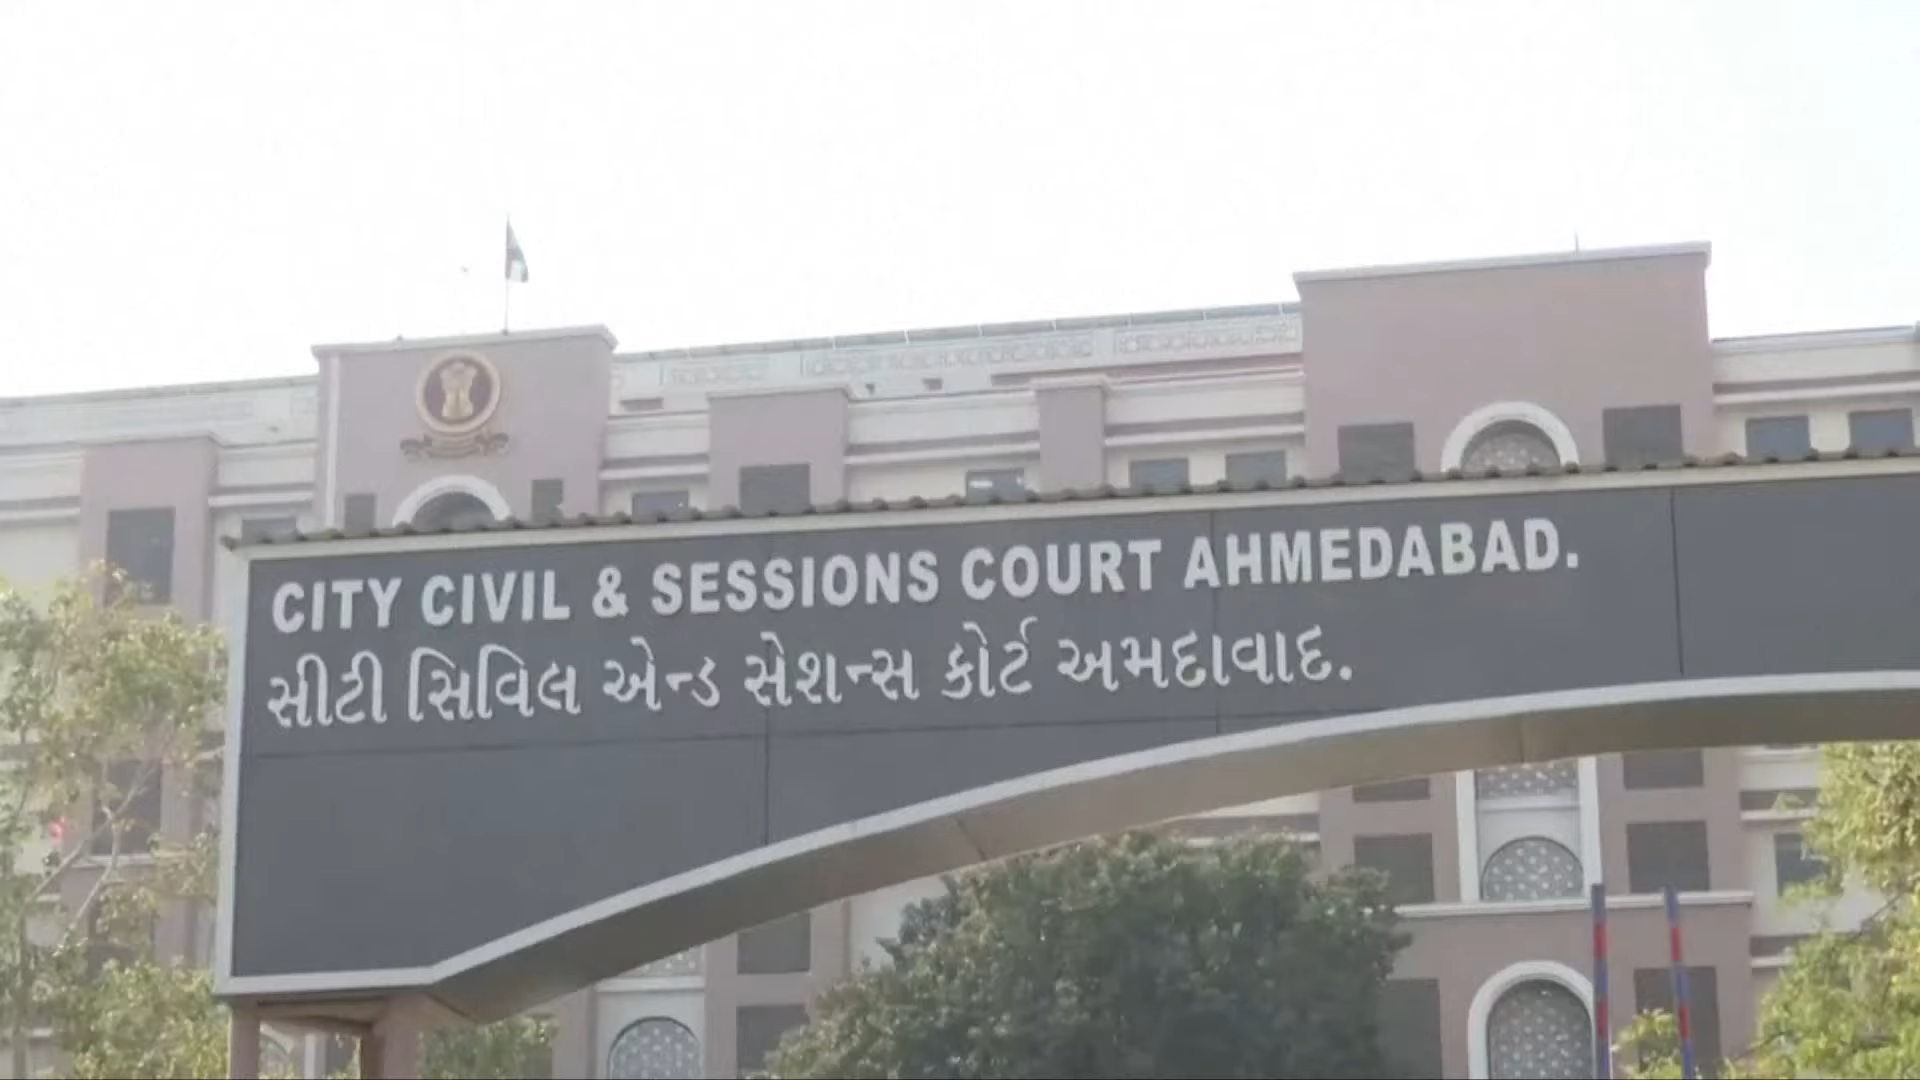 CITY CIVIL & SESSIONS COURT AHMEDABAD.
સીટી સિવિલ એન્ડ સેશન્સ કોર્ટ અમદાવાદ.